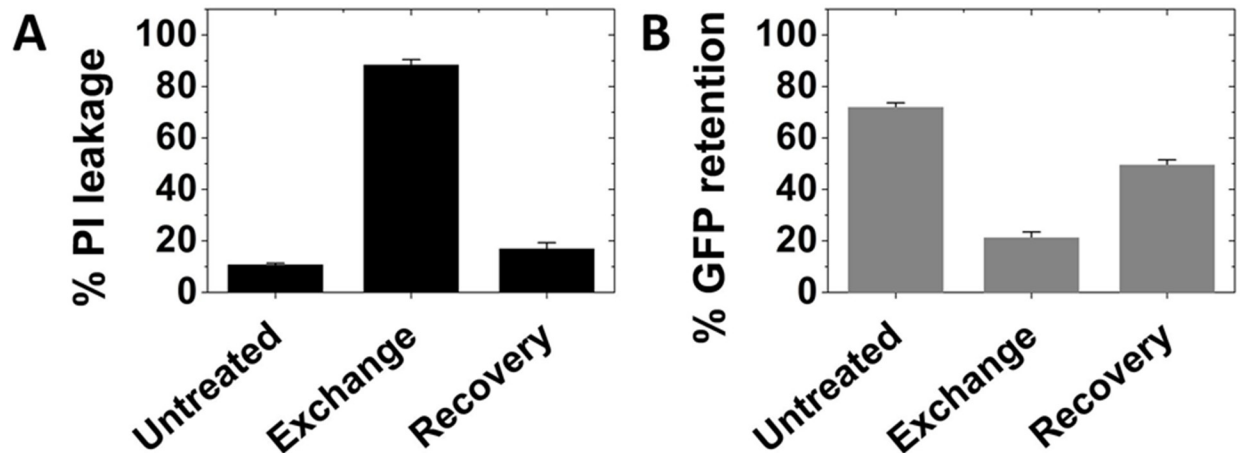 A
% PI leakage
100
80
60
40
20
0
Untreated
Exchange
Recovery
B
% GFP retention
100
80
60
40
20
0
Untreated
Exchange
Recovery